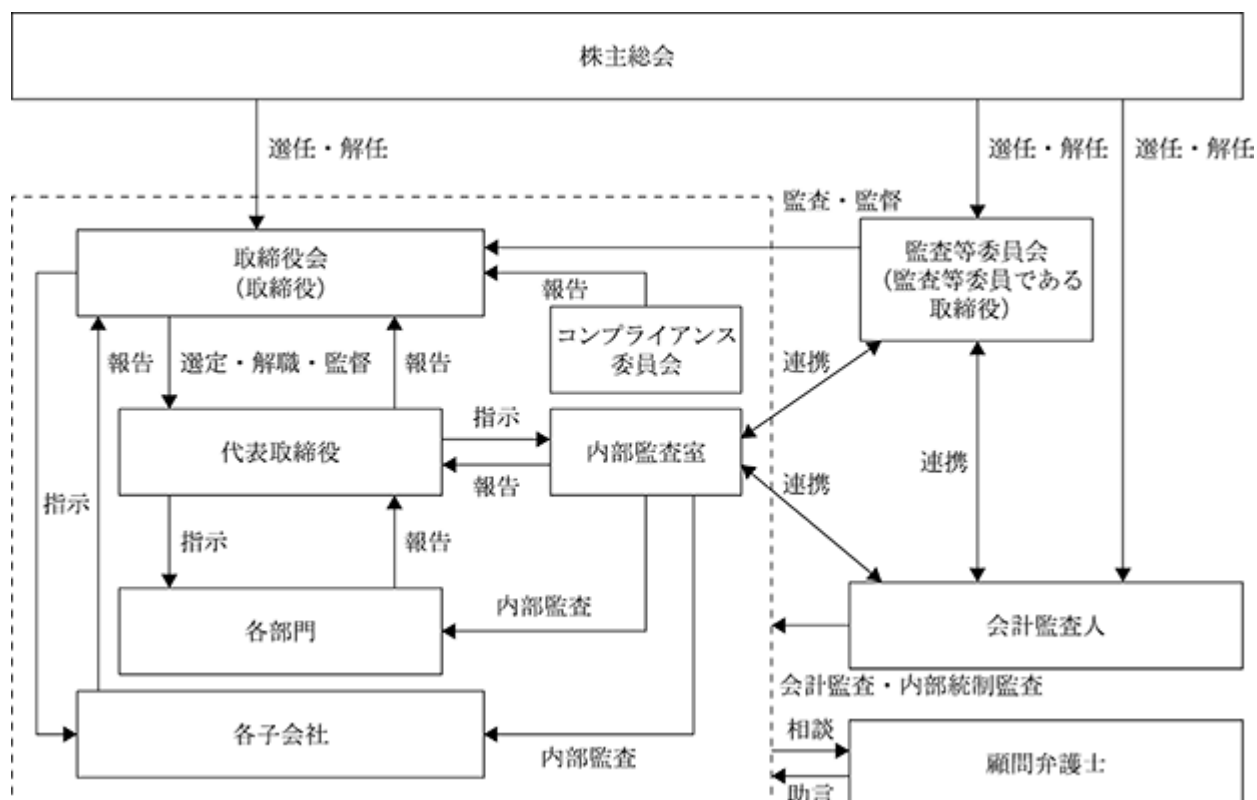 株主総会
選任・解任
選任・解任
選任・解任
監査・監督
取締役会
(取締役)
監査等委員会
(監査等委員である
取締役)
報告
コンプライアンス
委員会
報告
選定・解職・監督
報告
連携
指示
代表取締役
内部監査室
報告
連携
連携
指示
指示
報告
内部監査
各部門
会計監査人
会計監査・内部統制監査
各子会社
内部監査
相談
顧問弁護士
助言